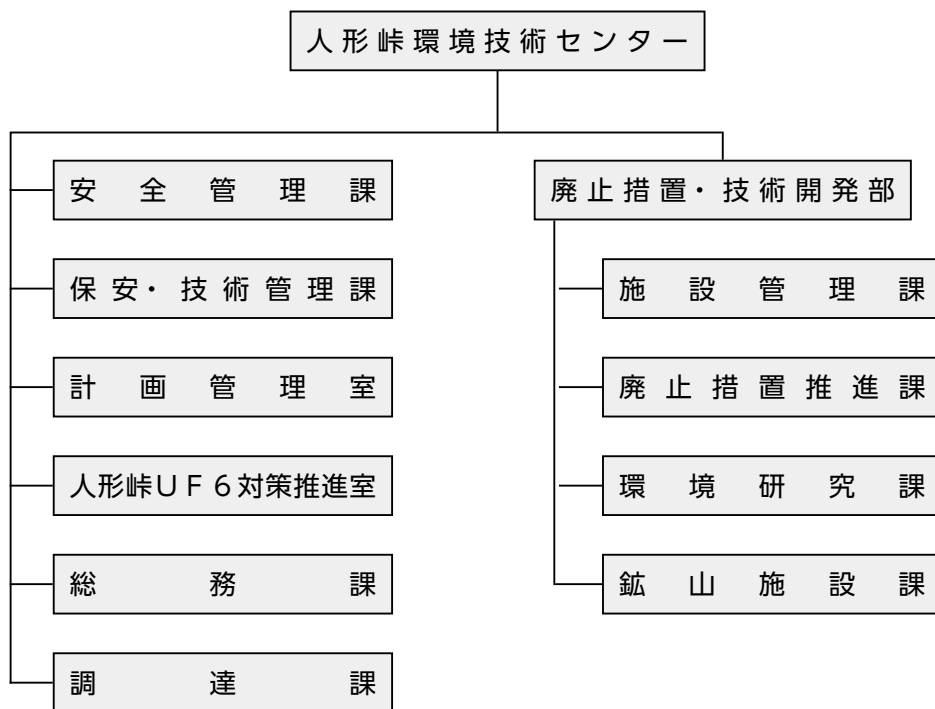 人形峠環境技術センター
安全管理課
保安・技術管理課
計画管理室
人形峠UF6対策推進室
総務課
調達課
廃止措置・技術開発部
施設管理課
廃止措置推進課
環境研究課
鉱山施設課